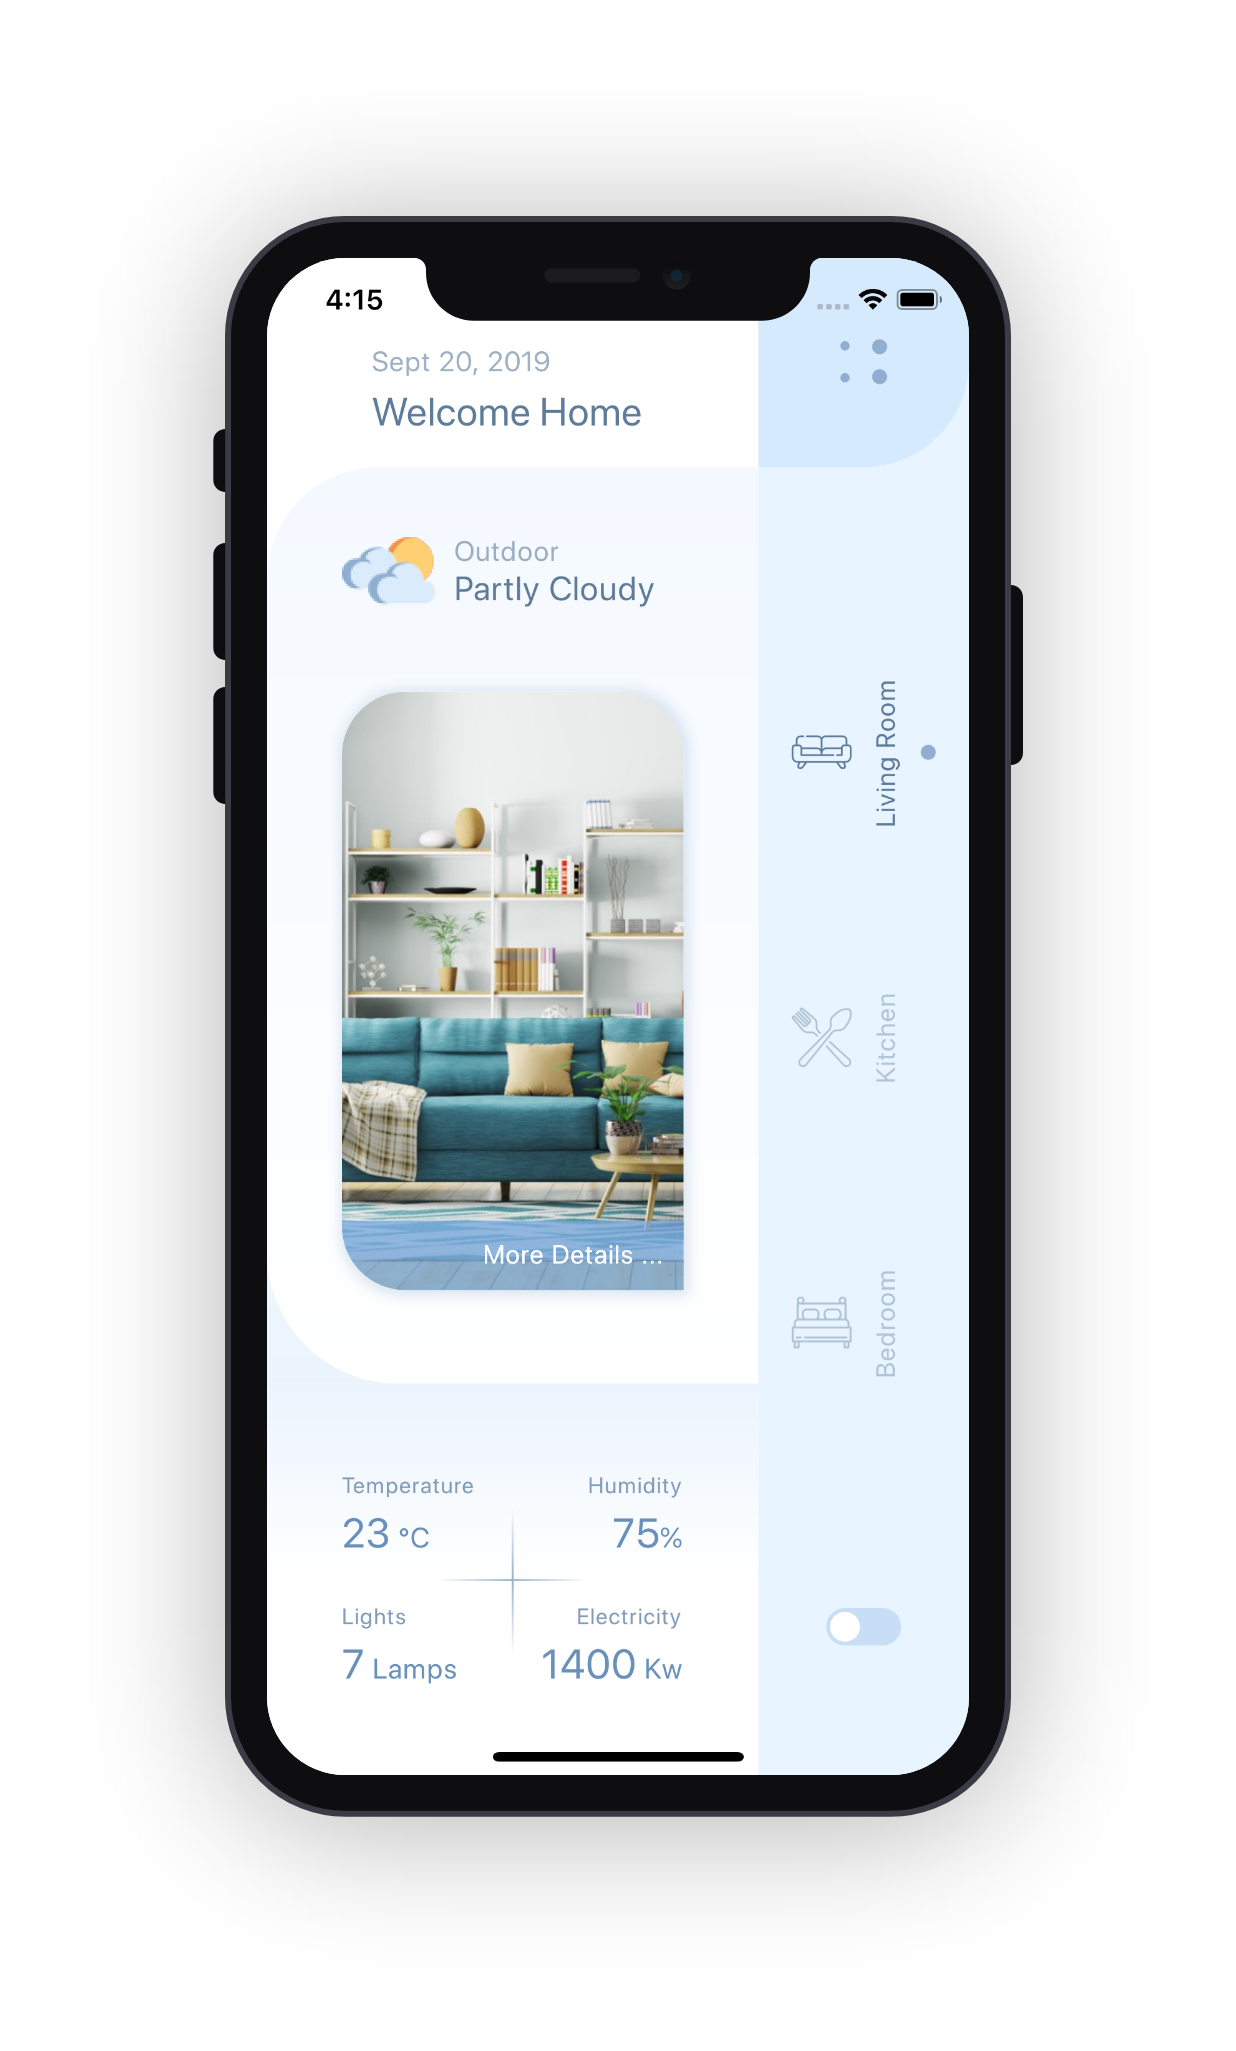 4:15
Sept 20, 2019
Welcome Home
Outdoor
Partly Cloudy
Living Room
Kitchen
Bedroom
More Details ...
Temperature
23 °C
Humidity
75%
Lights
7 Lamps
Electricity
1400 Kw